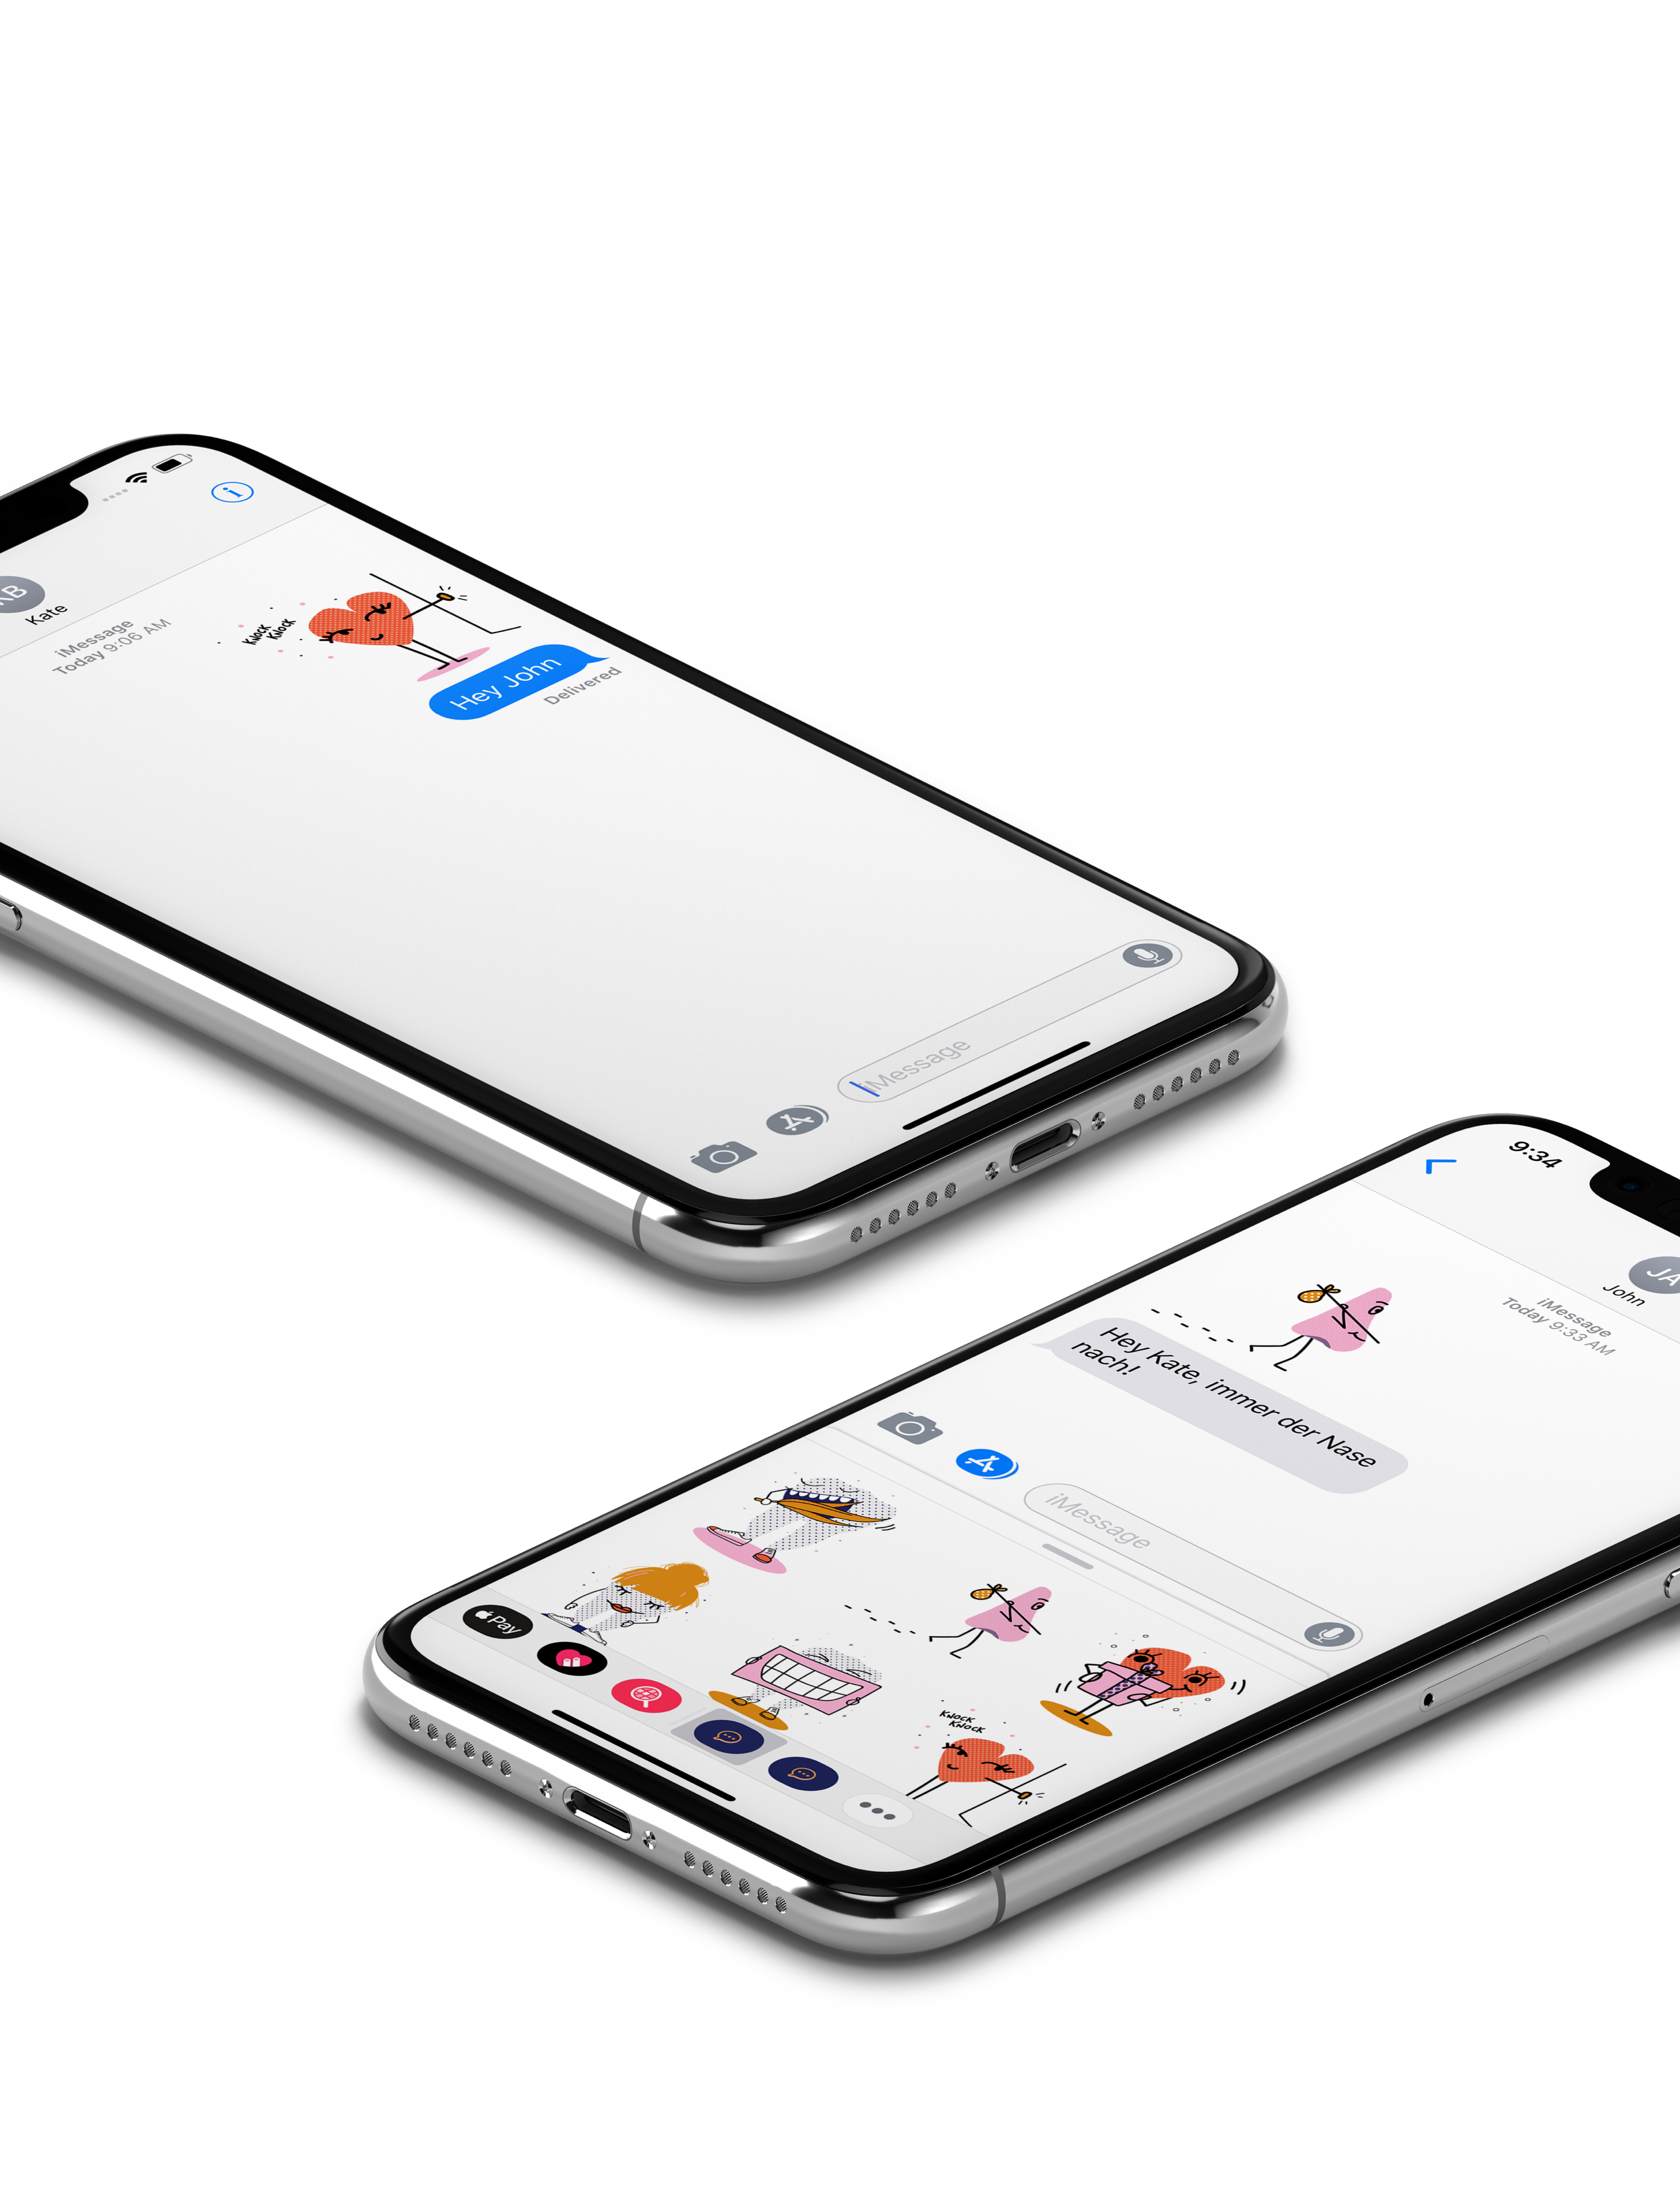 KB
Kate
iMessage
Today 9:06 AM
KNOCK
KNOCK
Hey John
Delivered
iMessage
9:34
JA
John
iMessage
Today 9:33 AM
Hey Kate, immer der Nase
nach!
iMessage
KNOCK
KNOCK
Pay